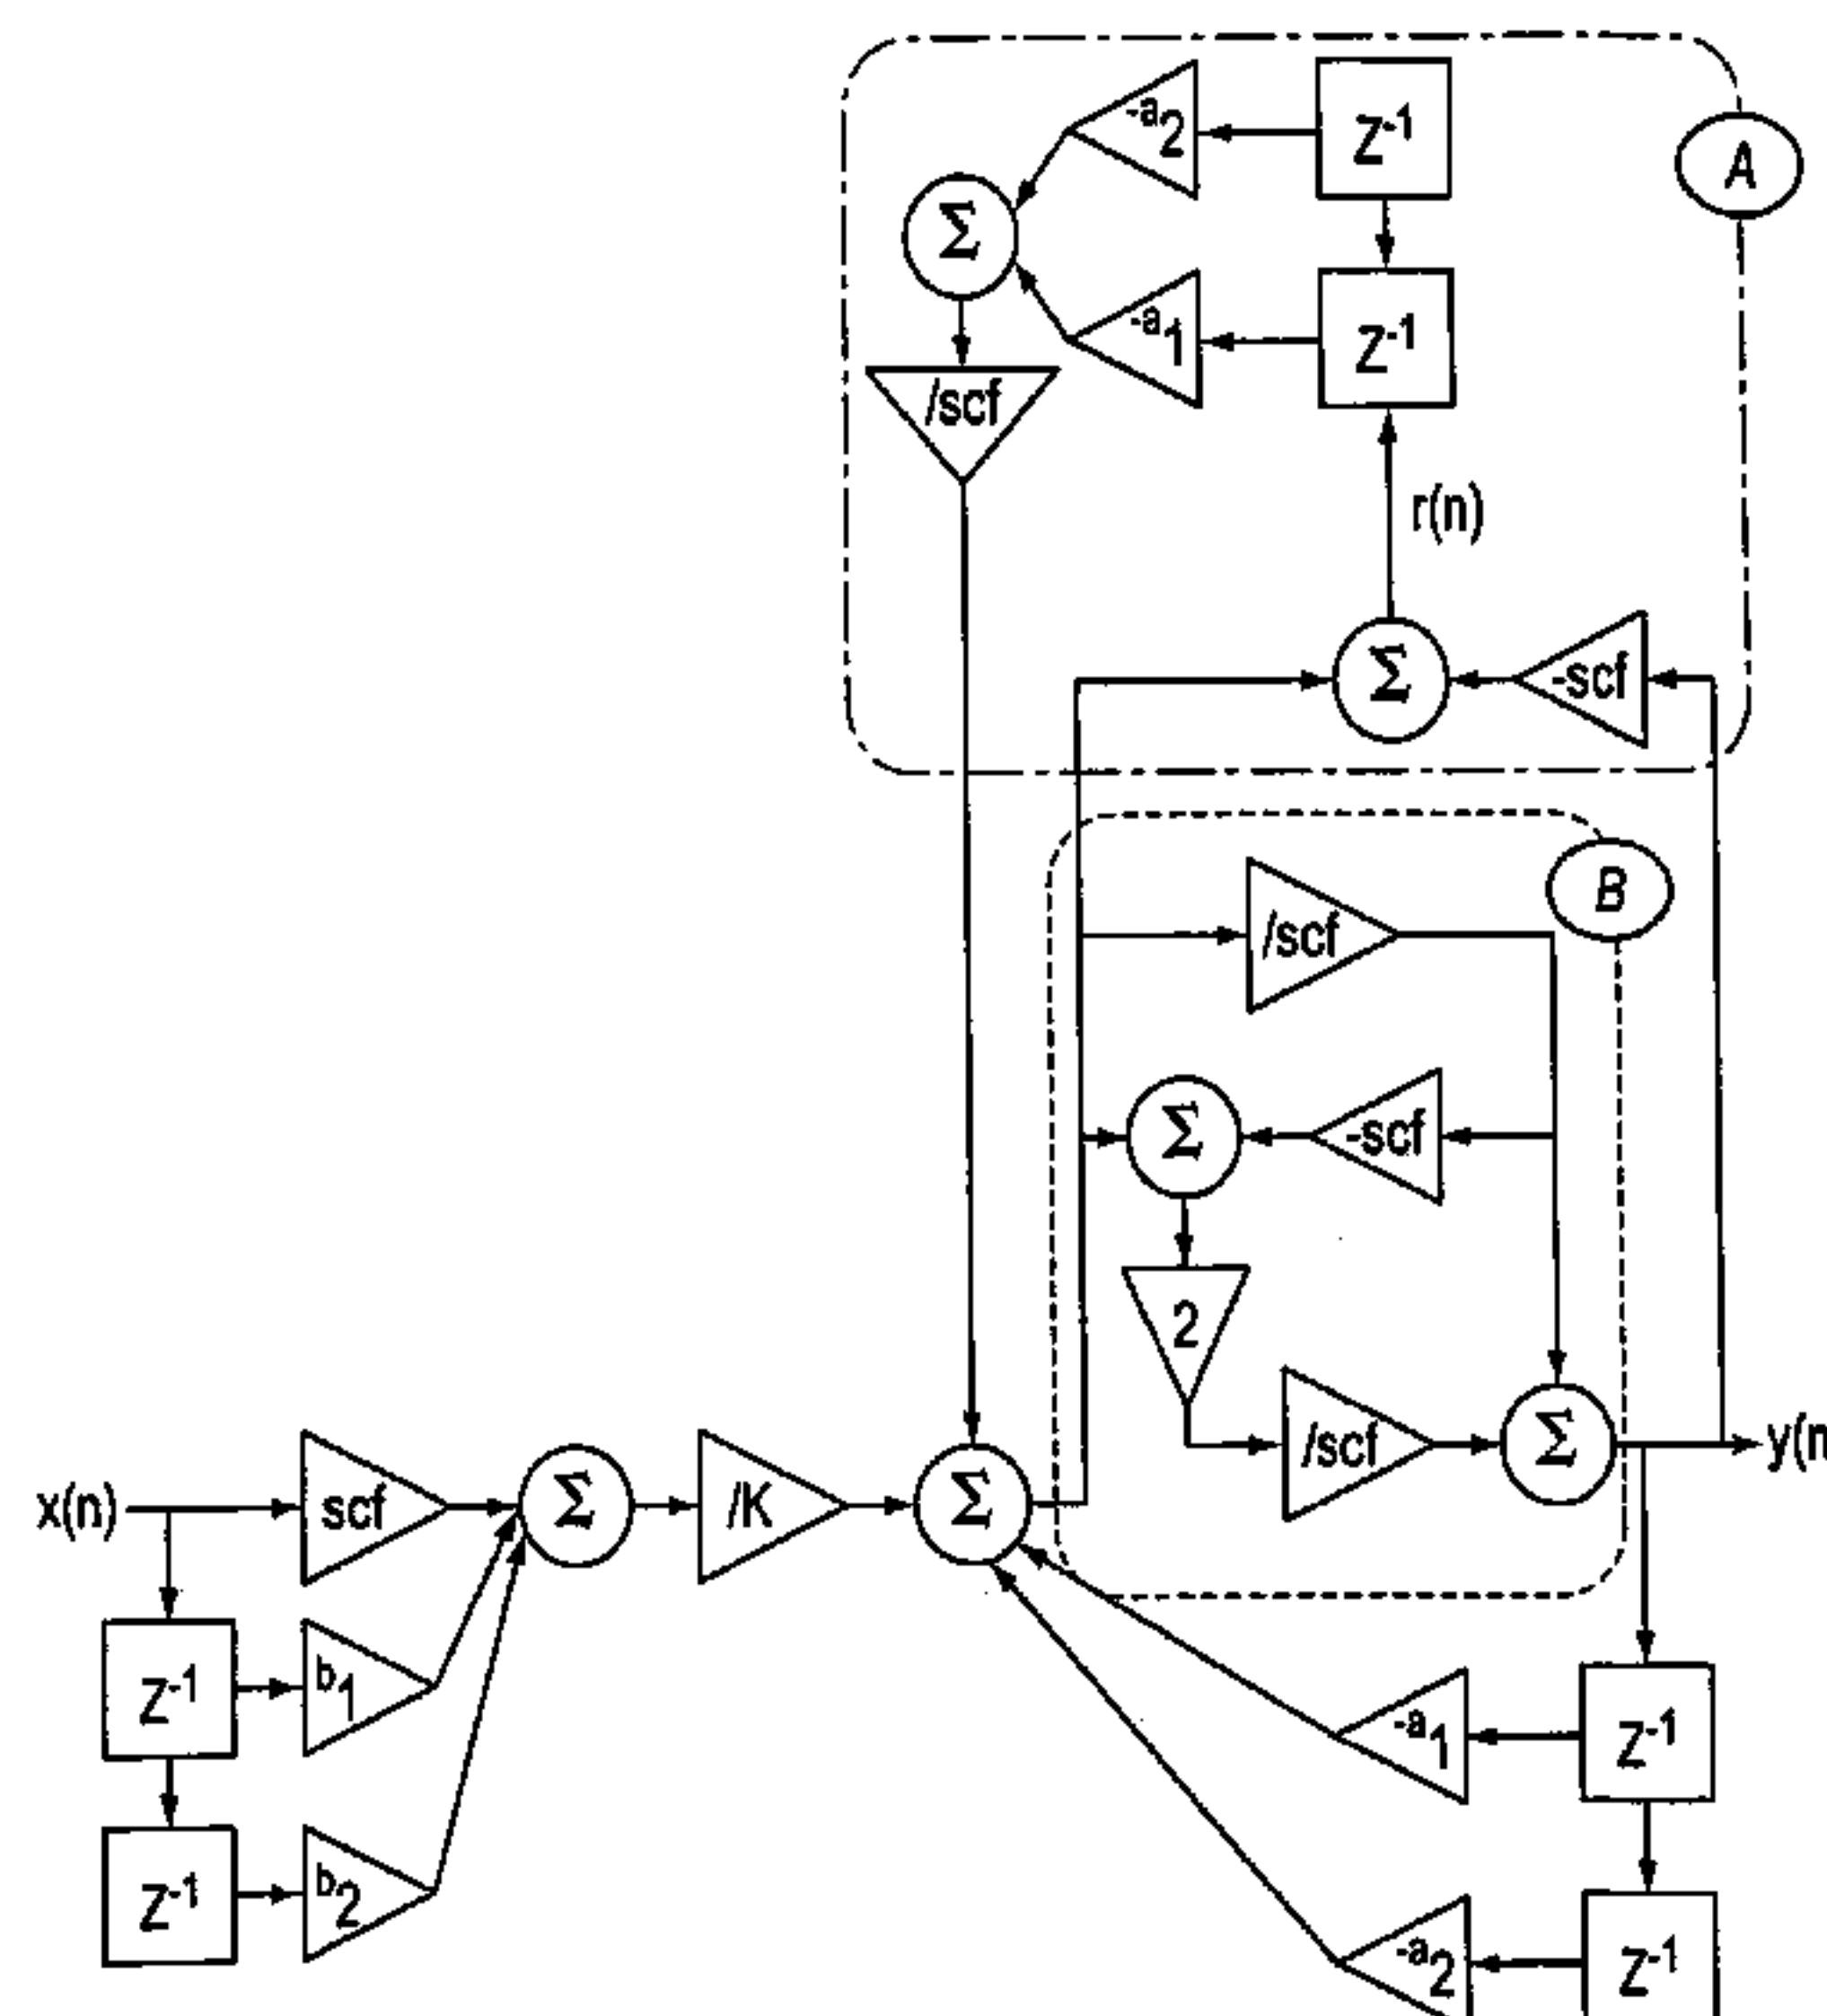 -a2
Z-1
A
Σ
-a1
Z-1
/scf
r(n)
Σ
-scf
B
/scf
Σ
-scf
2
/scf
Σ
y(n
x(n)
scf
Σ
/K
Σ
Z-1
b1
-a1
Z-1
Z-1
b2
-a2
Z-1